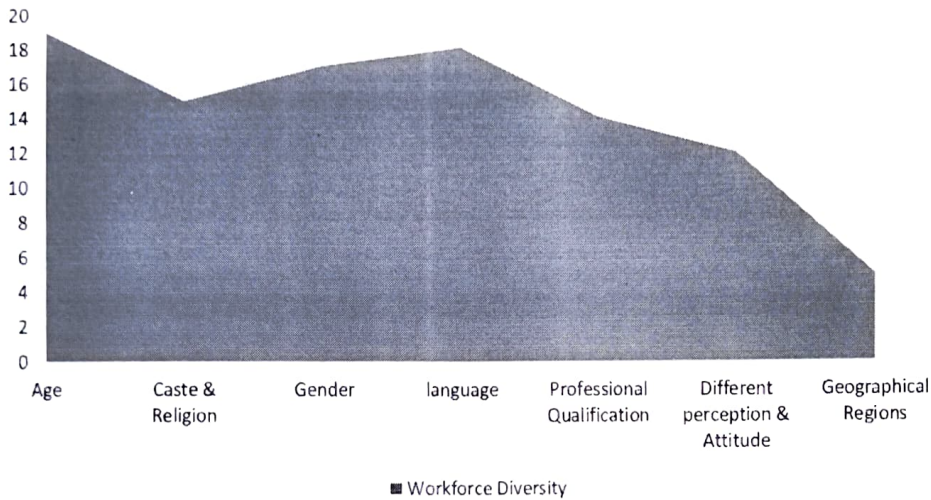 20
18
16
14
12
10
8
6
4
2
0
Age
Caste &
Religion
Gender
language
Professional
Qualification
Different
perception &
Attitude
Geographical
Regions
Workforce Diversity